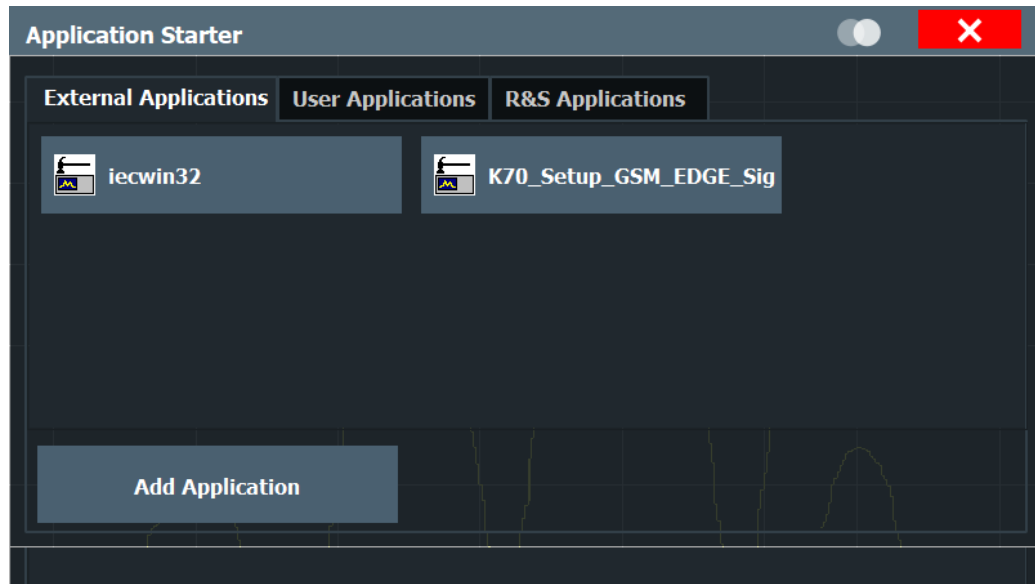 Application Starter
External Applications User Applications R&S Applications
iecwin32 K70_Setup_GSM_EDGE_Sig
Add Application